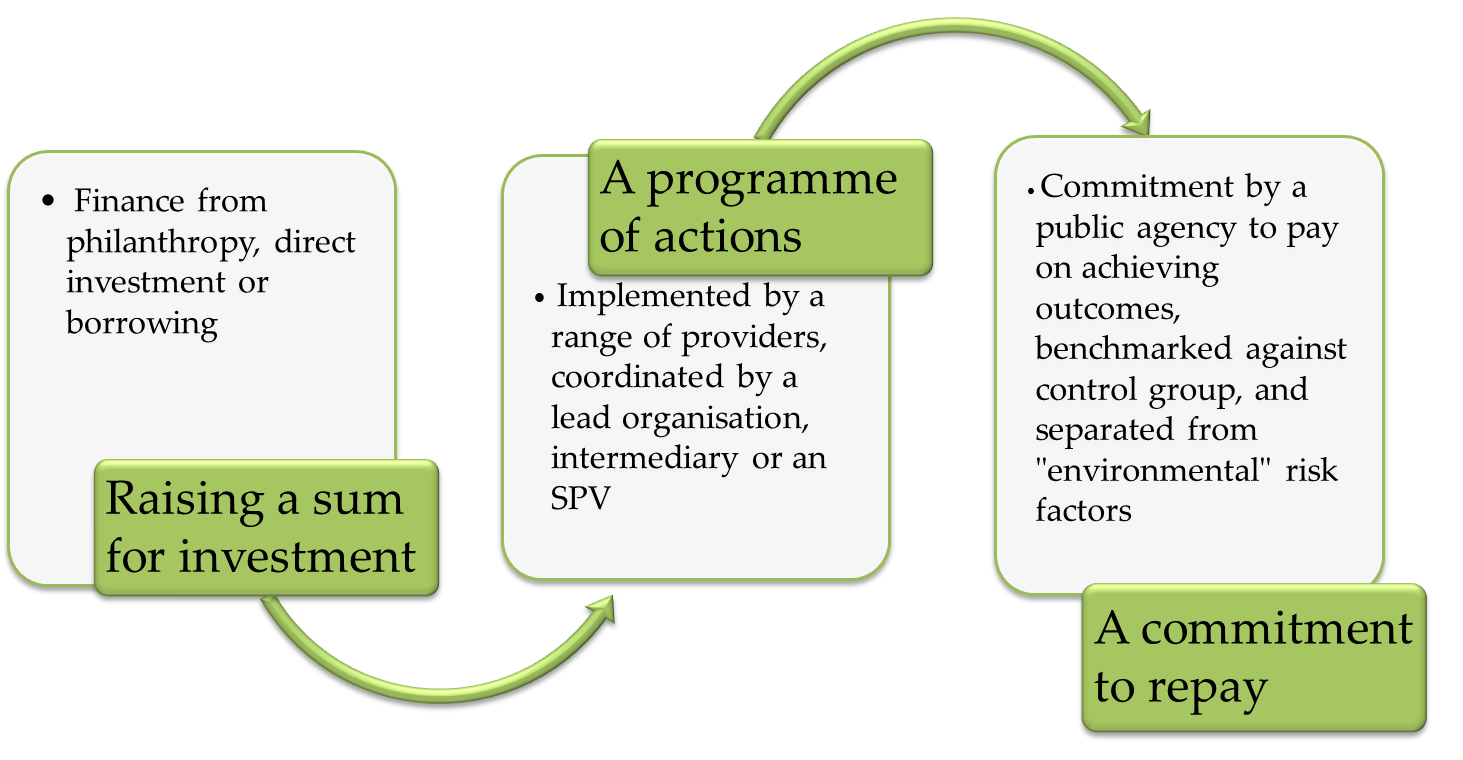 • Finance from
philanthropy, direct
investment or
borrowing
Raising a sum
for investment
A programme
of actions
• Implemented by a
range of providers,
coordinated by a
lead organisation,
intermediary or an
SPV
• Commitment by a
public agency to pay
on achieving
outcomes,
benchmarked against
control group, and
separated from
"environmental" risk
factors
A commitment
to repay